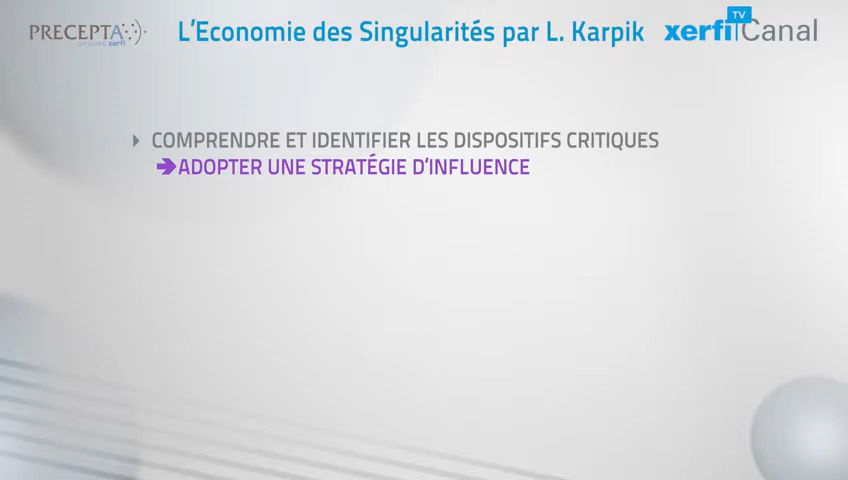 PRECEPTA
GROUPE xerfi
L'Economie des Singularités par L. Karpik
xerfi TV Canal
COMPRENDRE ET IDENTIFIER LES DISPOSITIFS CRITIQUES
➔ADOPTER UNE STRATÉGIE D'INFLUENCE